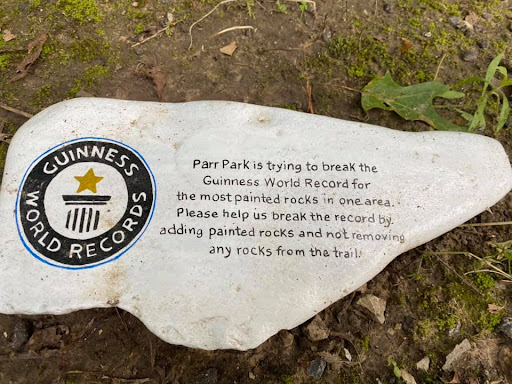 GUINNESS
WORLD RECORDS
Parr Park is trying to break the
Guinness World Record for
the most painted rocks in one area.
Please help us break the record by
adding painted rocks and not removing
any rocks from the trail.